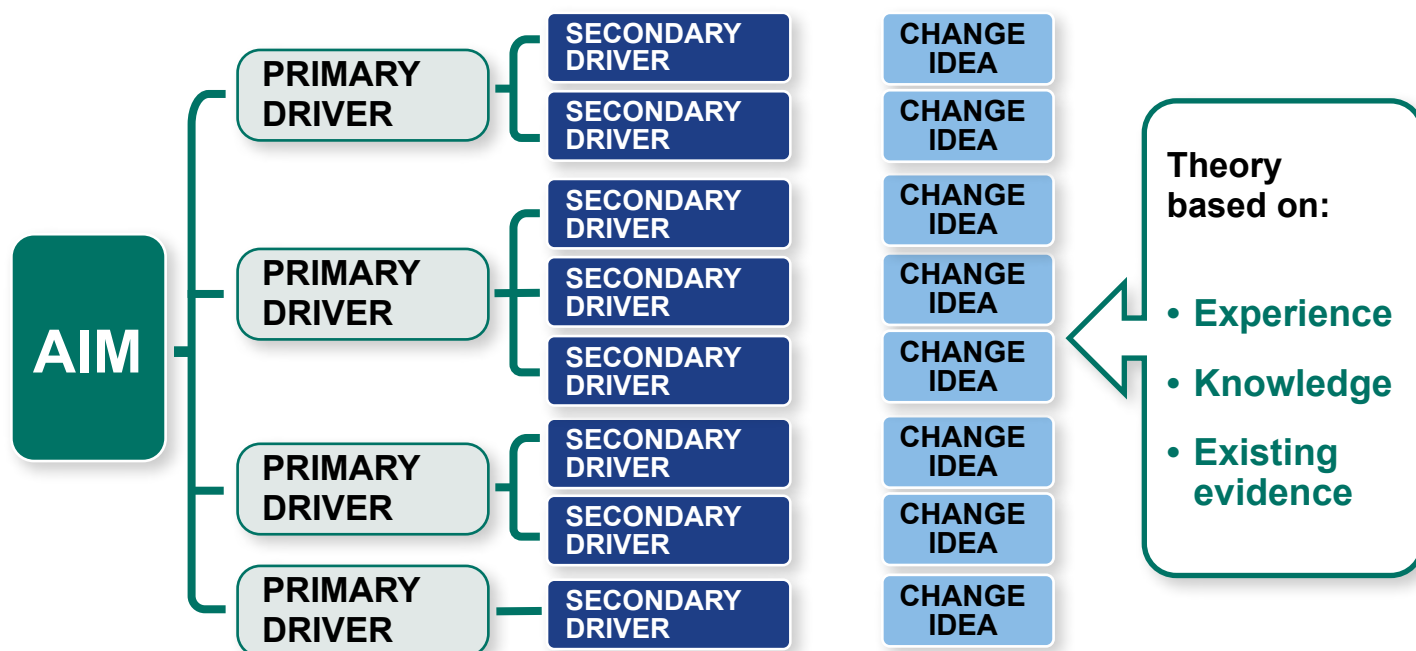 AIM
PRIMARY
DRIVER
PRIMARY
DRIVER
PRIMARY
DRIVER
PRIMARY
DRIVER
SECONDARY
DRIVER
SECONDARY
DRIVER
SECONDARY
DRIVER
SECONDARY
DRIVER
SECONDARY
DRIVER
SECONDARY
DRIVER
SECONDARY
DRIVER
SECONDARY
DRIVER
CHANGE
IDEA
CHANGE
IDEA
CHANGE
IDEA
CHANGE
IDEA
CHANGE
IDEA
CHANGE
IDEA
CHANGE
IDEA
CHANGE
IDEA
Theory
based on:
• Experience
• Knowledge
• Existing
evidence